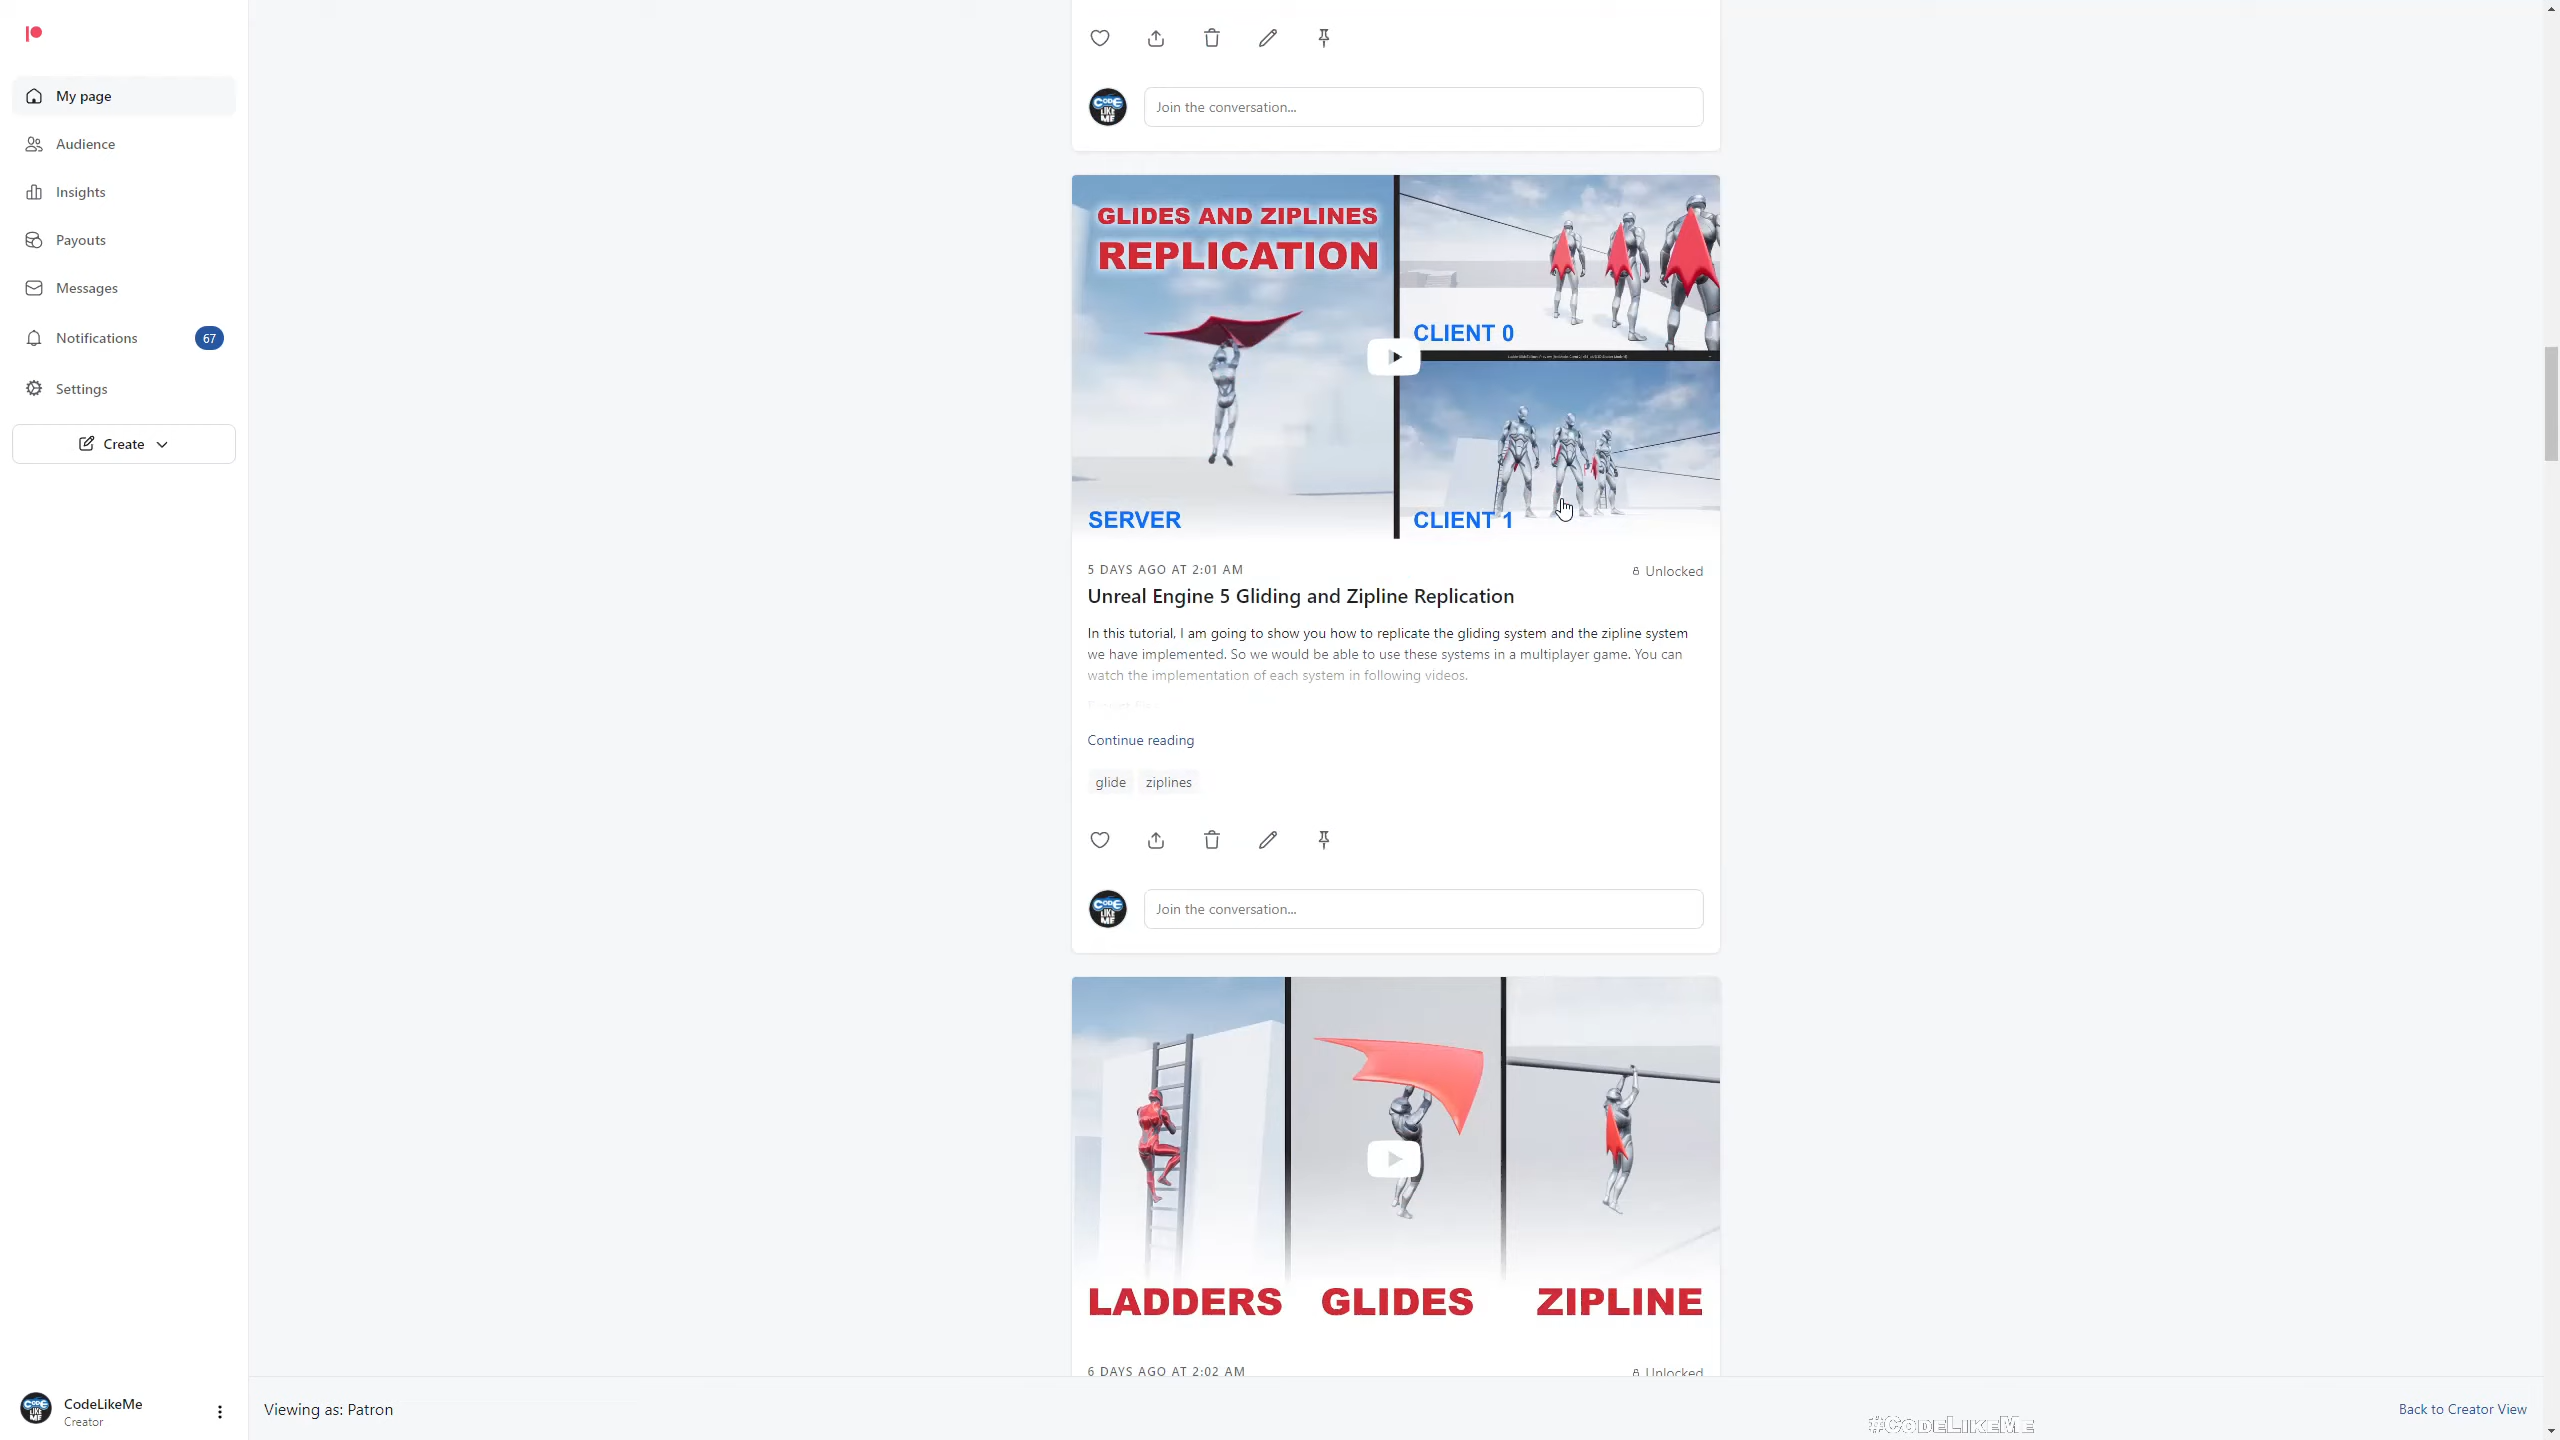 My page
Audience
Insights
Payouts
Messages
Notifications 67
Settings
Create
Join the conversation...
GLIDES AND ZIPLINES
REPLICATION
CLIENT 0
SERVER
CLIENT 1
5 DAYS AGO AT 2:01 AM
Unlocked
Unreal Engine 5 Gliding and Zipline Replication
In this tutorial, I am going to show you how to replicate the gliding system and the zipline system
we have implemented. So we would be able to use these systems in a multiplayer game. You can
watch the implementation of each system in following videos.
Continue reading
glide ziplines
Join the conversation...
LADDERS GLIDES ZIPLINE
6 DAYS AGO AT 2:02 AM
Unlocked
CodeLikeMe
Creator
Viewing as: Patron
#CODELIKEME
Back to Creator View